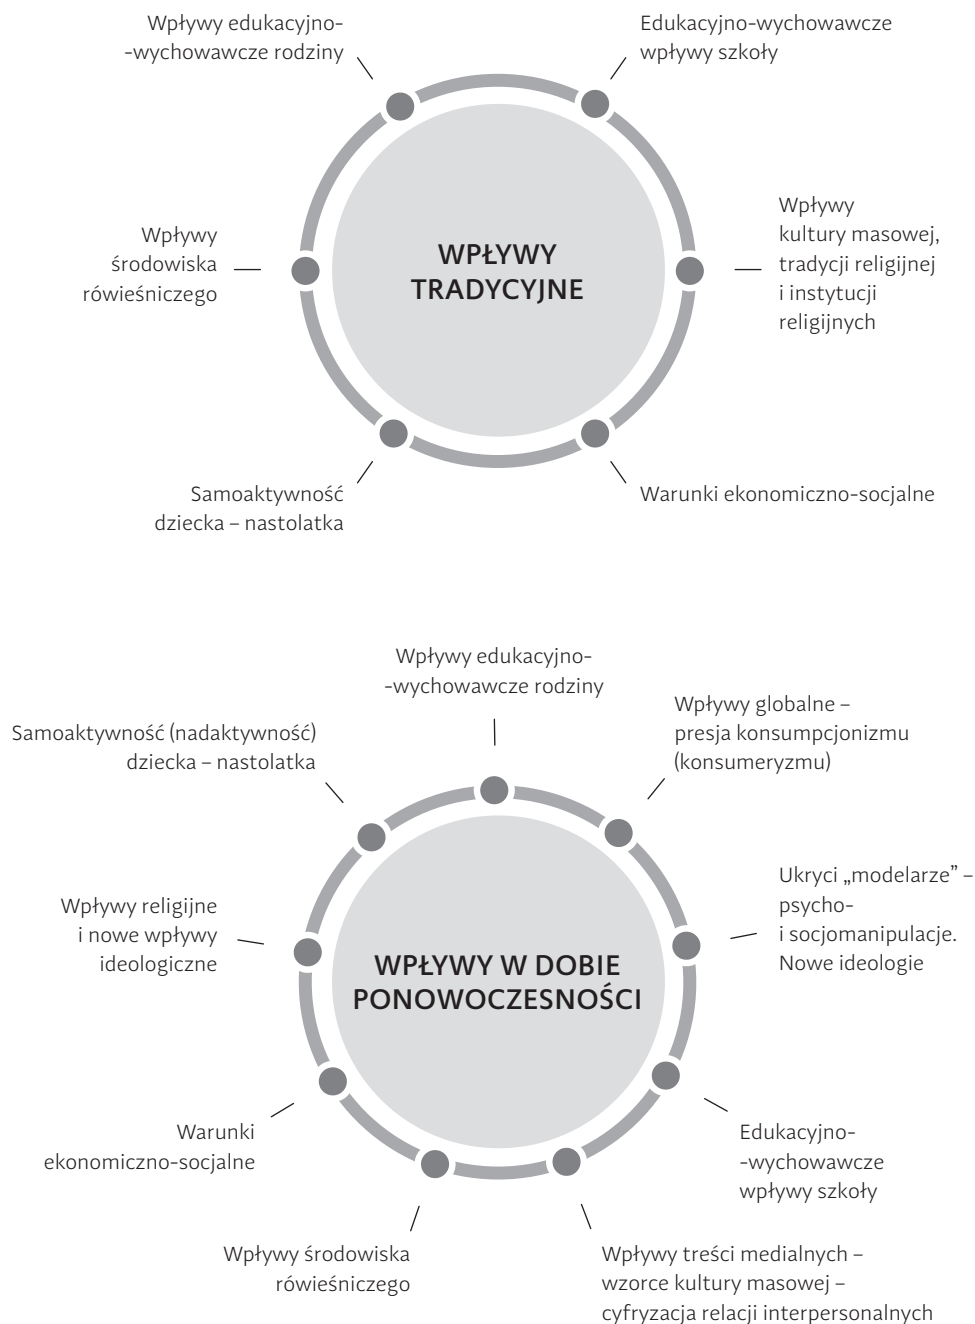 Wpływy edukacyjno-
-wychowawcze rodziny
Edukacyjno-wychowawcze
wpływy szkoły
Wpływy
środowiska
rówieśniczego
WPŁYWY
TRADYCYJNE
Wpływy
kultury masowej,
tradycji religijnej
i instytucji
religijnych
Samoaktywność
dziecka – nastolatka
Warunki ekonomiczno-socjalne
Wpływy edukacyjno-
-wychowawcze rodziny
Samoaktywność (nadaktywność)
dziecka – nastolatka
Wpływy globalne –
presja konsumpcjonizmu
(konsumeryzmu)
Wpływy religijne
i nowe wpływy
ideologiczne
WPŁYWY W DOBIE
PONOWOCZESNOŚCI
Ukryci „modelarze” –
psycho-
i socjomanipulacje.
Nowe ideologie
Warunki
ekonomiczno-socjalne
Edukacyjno-
-wychowawcze
wpływy szkoły
Wpływy środowiska
rówieśniczego
Wpływy treści medialnych –
wzorce kultury masowej –
cyfryzacja relacji interpersonalnych